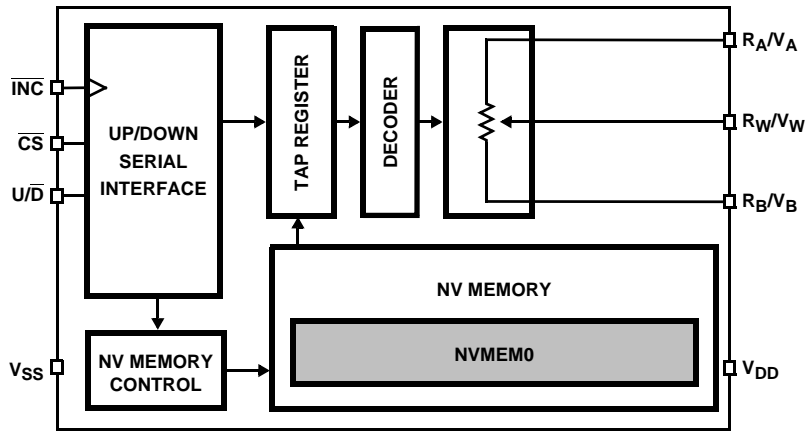 INC
CS
U/D
VSS
UP/DOWN
SERIAL
INTERFACE
TAP REGISTER
DECODER
RA/VA
RW/VW
RB/VB
NV MEMORY
NVMEM0
NV MEMORY
CONTROL
VDD